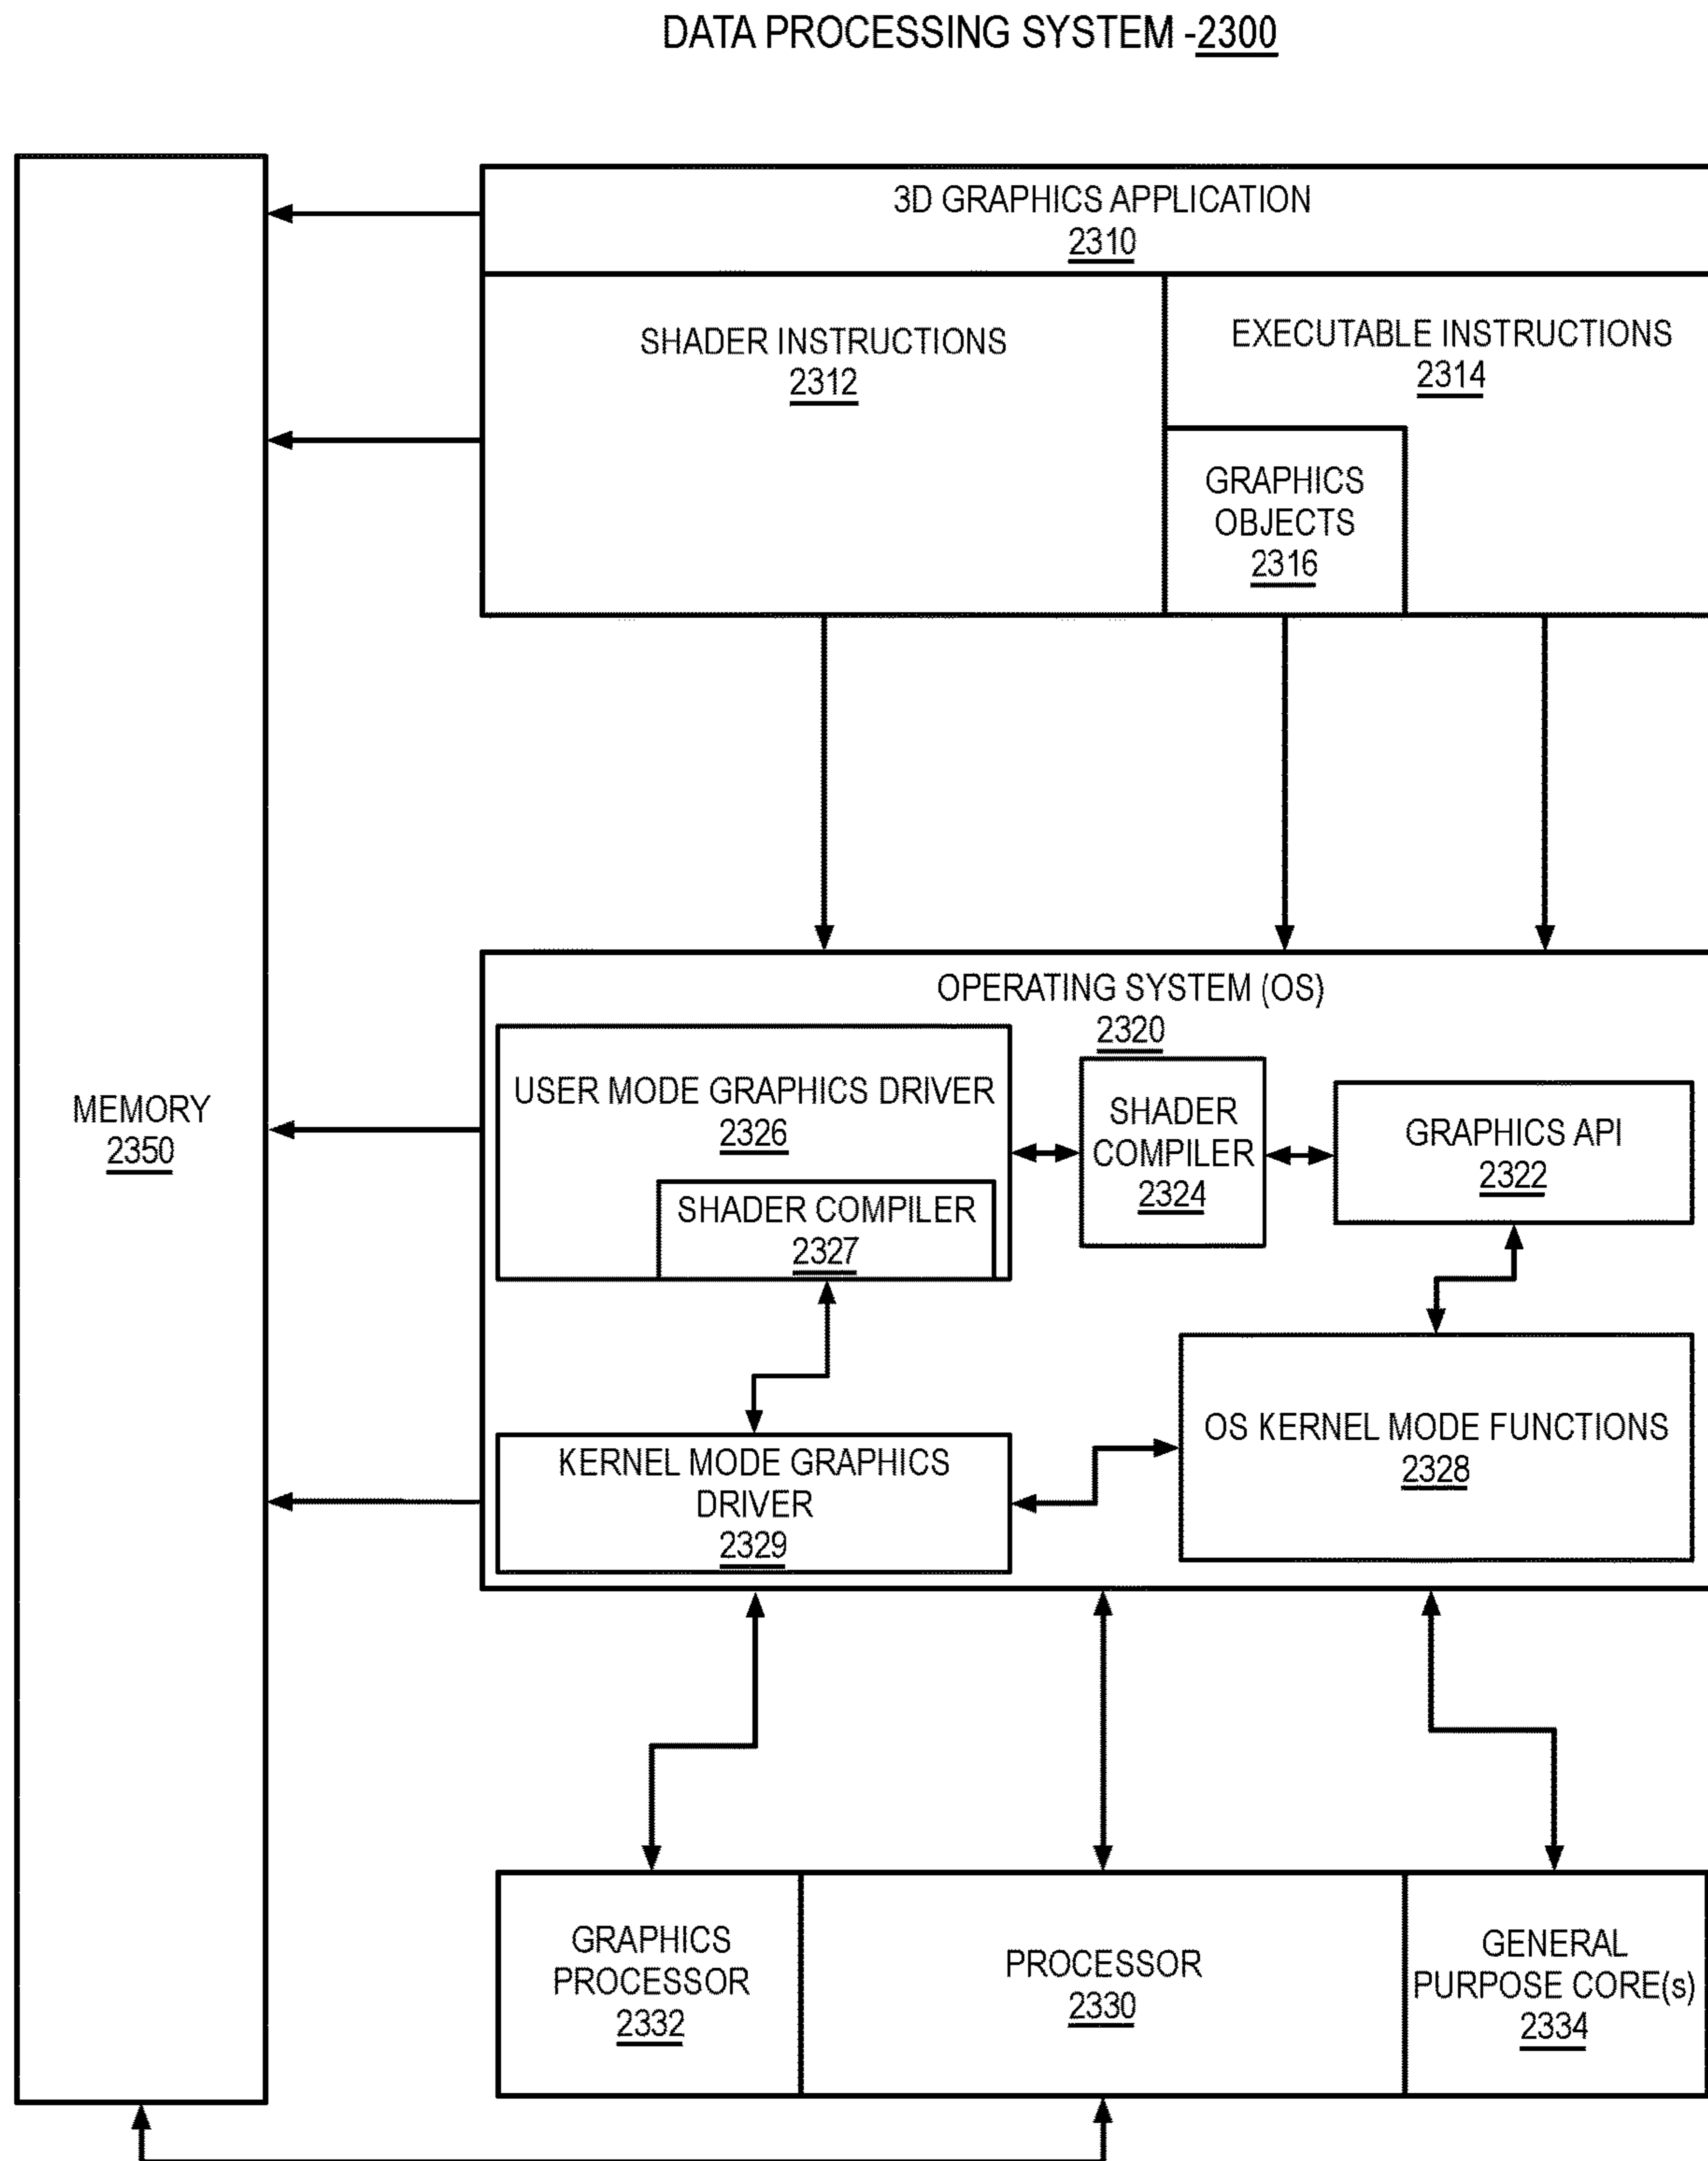 DATA PROCESSING SYSTEM -2300
3D GRAPHICS APPLICATION
2310
SHADER INSTRUCTIONS
2312
EXECUTABLE INSTRUCTIONS
2314
GRAPHICS
OBJECTS
2316
MEMORY
2350
OPERATING SYSTEM (OS)
2320
USER MODE GRAPHICS DRIVER
2326
SHADER COMPILER
2327
SHADER
COMPILER
2324
GRAPHICS API
2322
KERNEL MODE GRAPHICS
DRIVER
2329
OS KERNEL MODE FUNCTIONS
2328
GRAPHICS
PROCESSOR
2332
PROCESSOR
2330
GENERAL
PURPOSE CORE(s)
2334